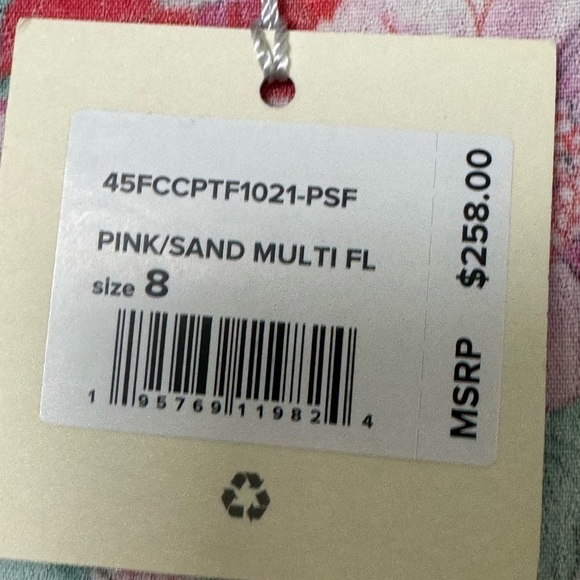 45FCCPTF1021-PSF
PINK/SAND MULTI FL
size 8
1 95769 11982 4
MSRP $258.00